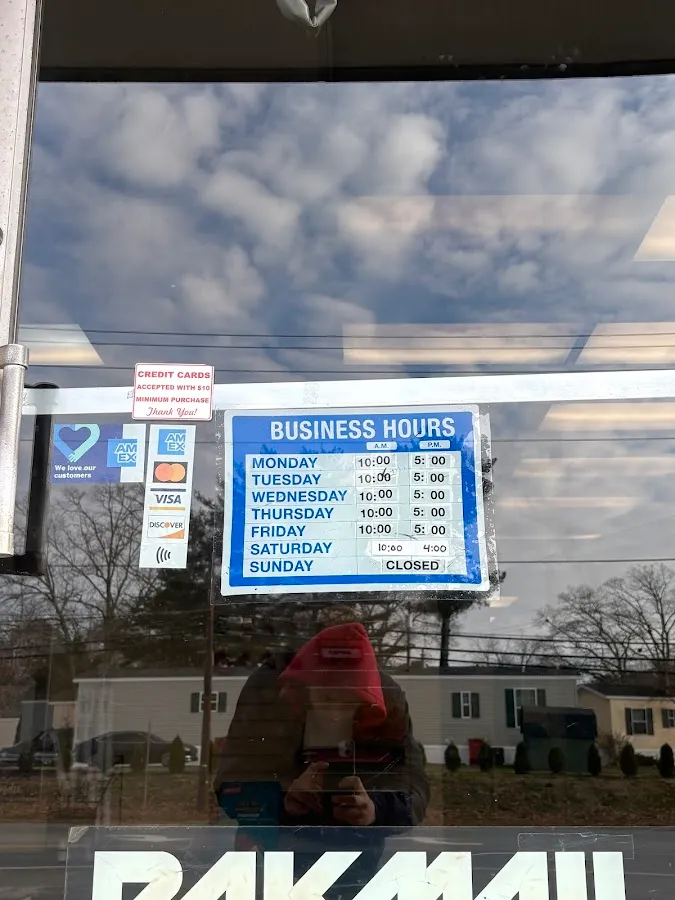 CREDIT CARDS
ACCEPTED WITH $10
MINIMUM PURCHASE
Thank You!
We love our
customers
AM
EX
AM
EX
VISA
DISCOVER
BUSINESS HOURS
A.M. P.M.
MONDAY 10:00 5:00
TUESDAY 10:00 5:00
WEDNESDAY 10:00 5:00
THURSDAY 10:00 5:00
FRIDAY 10:00 5:00
SATURDAY 10:00 4:00
SUNDAY CLOSED
PAKMAIL